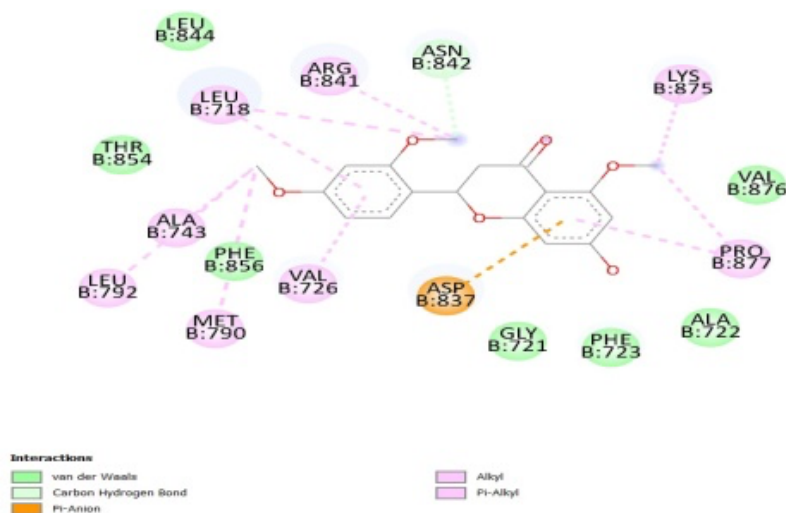 LEU
B:844
ARG
B:841
ASN
B:842
LYS
B:875
LEU
B:718
THR
B:854
VAL
B:876
ALA
B:743
PHE
B:856
LEU
B:792
VAL
B:726
PRO
B:877
ASP
B:837
MET
B:790
GLY
B:721
PHE
B:723
ALA
B:722
Interactions
van der Waals
Carbon Hydrogen Bond
Pi-Anion
Alkyl
Pi-Alkyl